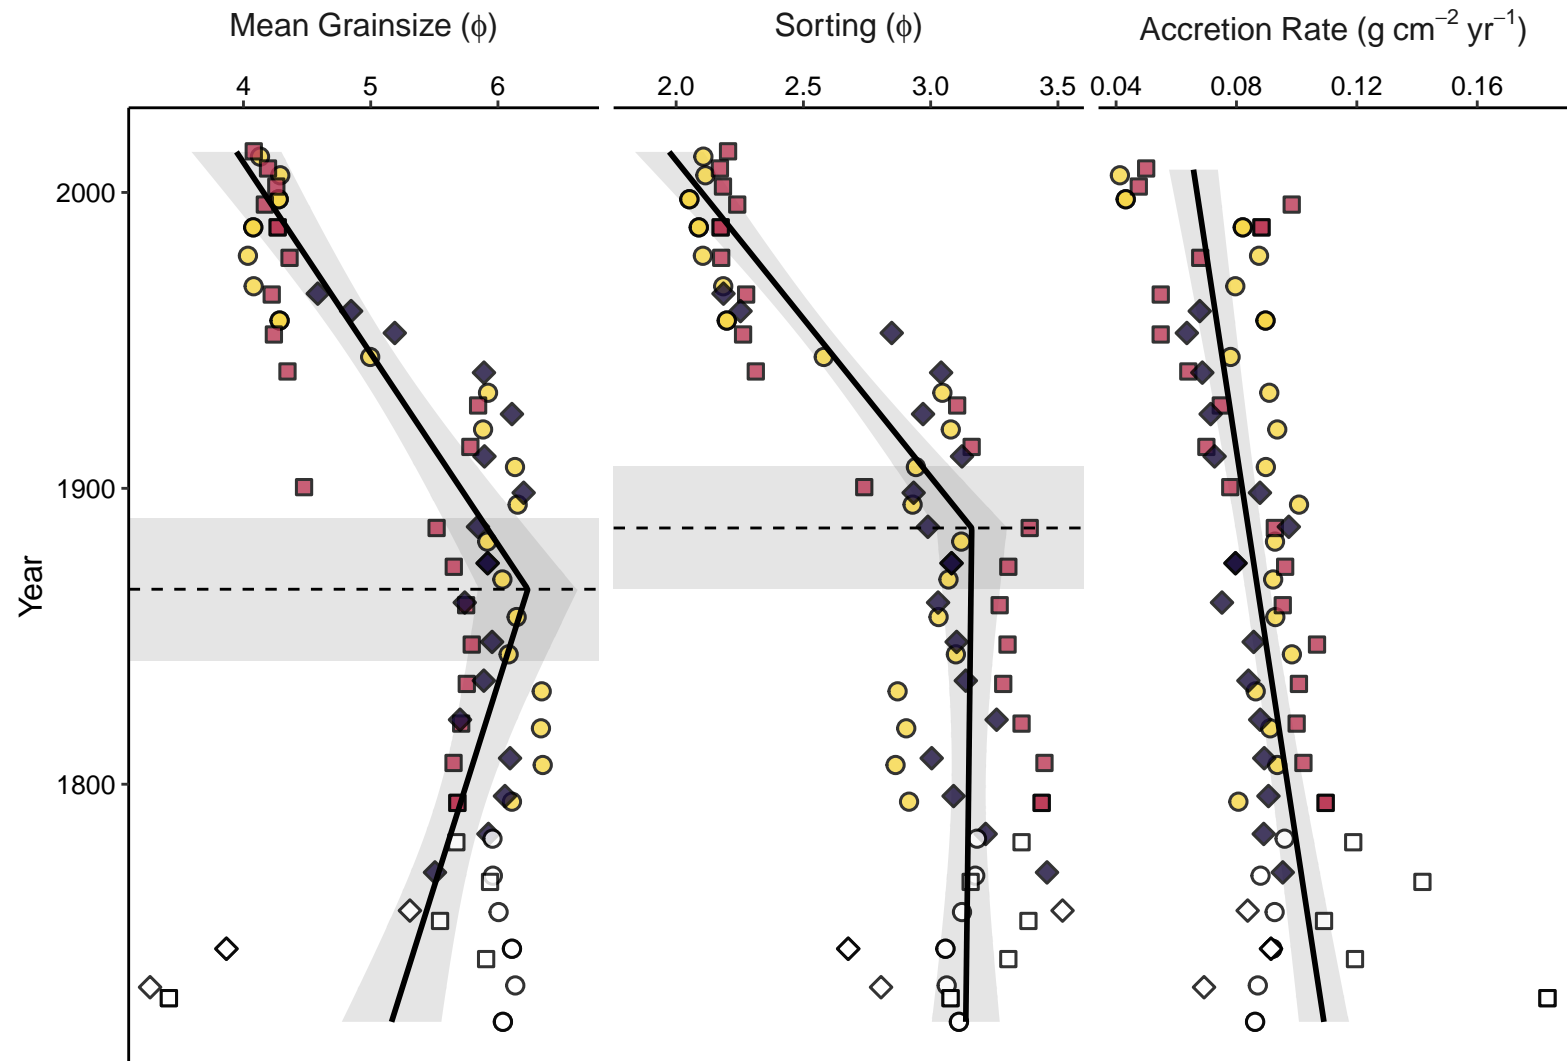 Mean Grainsize (ϕ) Sorting (ϕ) Accretion Rate (g cm⁻² yr⁻¹)
4 5 6 2.0 2.5 3.0 3.5 0.04 0.08 0.12 0.16
2000
1900
Year
1800